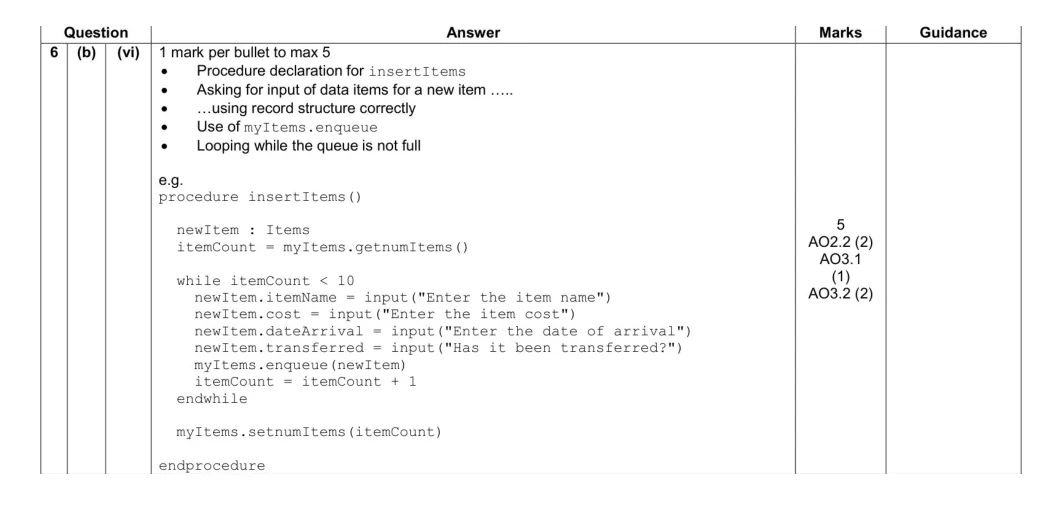 Question Answer Marks Guidance
6 (b) (vi) 1 mark per bullet to max 5
• Procedure declaration for insertItems
• Asking for input of data items for a new item …..
• …using record structure correctly
• Use of myItems.enqueue
• Looping while the queue is not full
e.g.
procedure insertItems()
newItem : Items
itemCount = myItems.getnumItems()
while itemCount < 10
newItem.itemName = input("Enter the item name")
newItem.cost = input("Enter the item cost")
newItem.dateArrival = input("Enter the date of arrival")
newItem.transferred = input("Has it been transferred?")
myItems.enqueue(newItem)
itemCount = itemCount + 1
endwhile
myItems.setnumItems(itemCount)
endprocedure
5
AO2.2 (2)
AO3.1
(1)
AO3.2 (2)